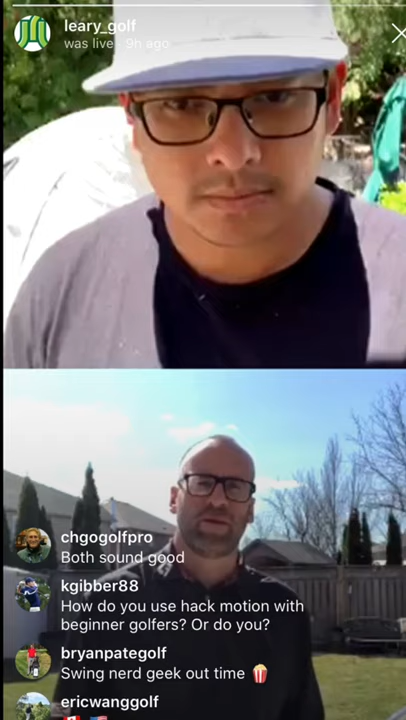 leary_golf
was live · 9h ago
chgogolfpro
Both sound good
kgibber88
How do you use hack motion with
beginner golfers? Or do you?
bryanpategolf
Swing nerd geek out time 🍿
ericwanggolf
🇨🇦 🇺🇸